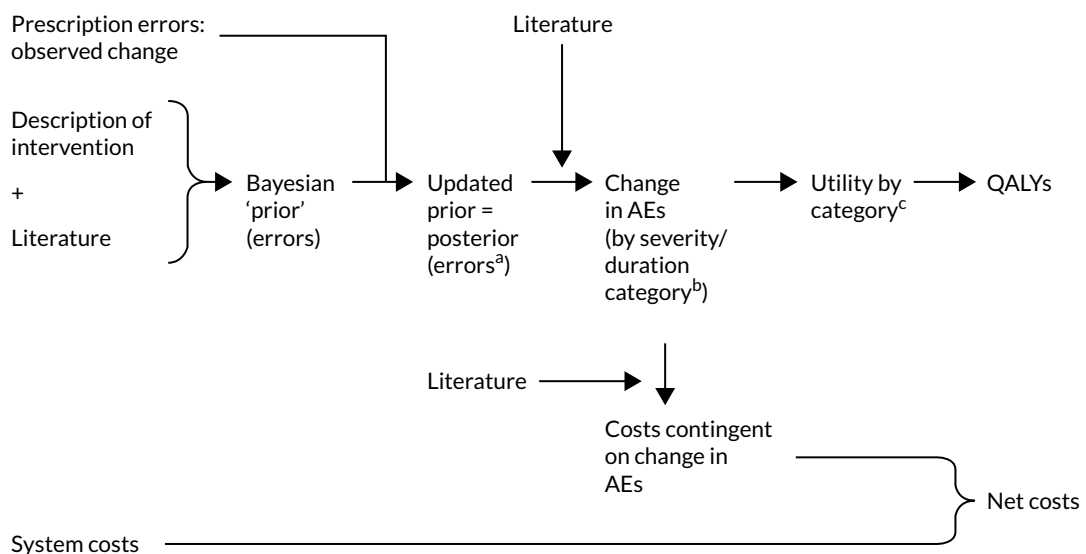 Prescription errors:
observed change
Literature
Description of
intervention
+
Literature
Bayesian
‘prior’
(errors)
Updated
prior =
posterior
(errorsᵃ)
Change
in AEs
(by severity/
duration
categoryᵇ)
Utility by
categoryᶜ
QALYs
Literature
Costs contingent
on change in
AEs
Net costs
System costs